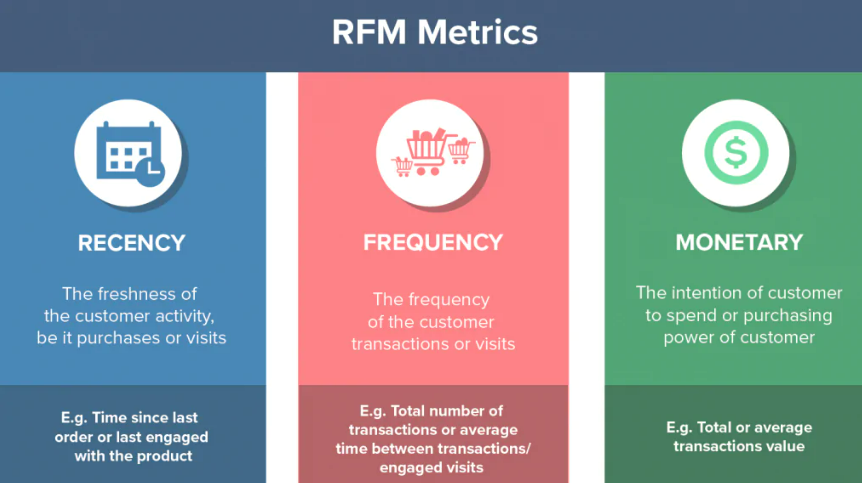 RFM Metrics
RECENCY
The freshness of
the customer activity,
be it purchases or visits
E.g. Time since last
order or last engaged
with the product
FREQUENCY
The frequency
of the customer
transactions or visits
E.g. Total number of
transactions or average
time between transactions/
engaged visits
MONETARY
The intention of customer
to spend or purchasing
power of customer
E.g. Total or average
transactions value